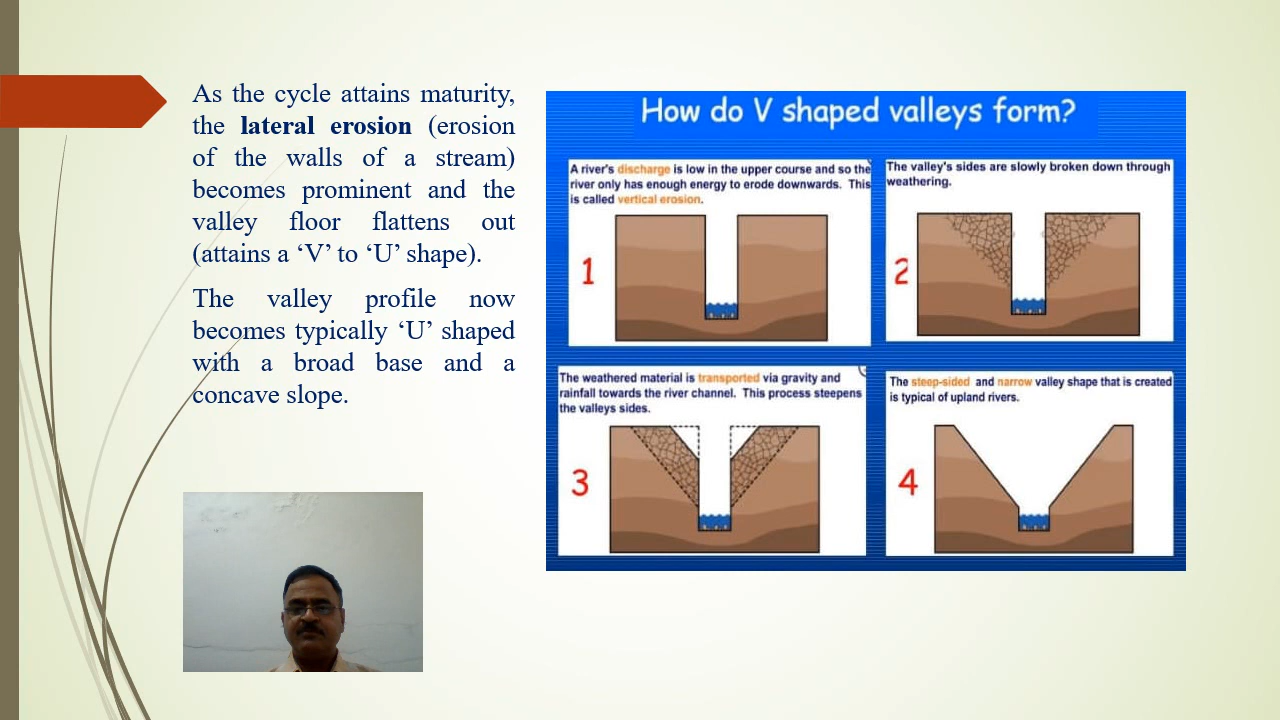 As the cycle attains maturity,
the lateral erosion (erosion
of the walls of a stream)
becomes prominent and the
valley floor flattens out
(attains a ‘V’ to ‘U’ shape).
The valley profile now
becomes typically ‘U’ shaped
with a broad base and a
concave slope.
How do V shaped valleys form?
A river's discharge is low in the upper course and so the
river only has enough energy to erode downwards. This
is called vertical erosion.
1
The valley's sides are slowly broken down through
weathering.
2
The weathered material is transported via gravity and
rainfall towards the river channel. This process steepens
the valleys sides.
3
The steep-sided and narrow valley shape that is created
is typical of upland rivers.
4